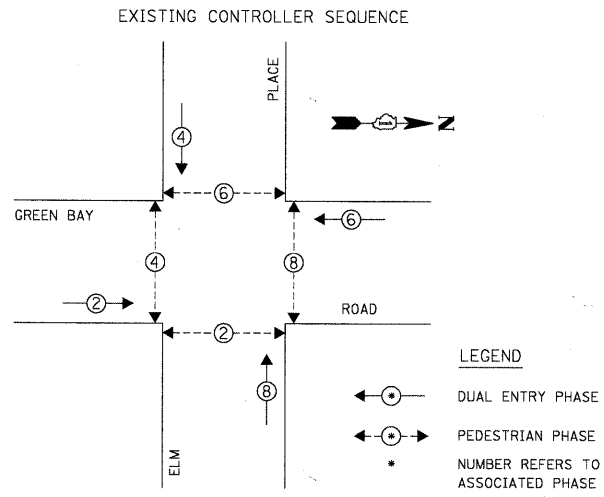 EXISTING CONTROLLER SEQUENCE
PLACE
N
4
6
GREEN BAY
6
4
8
2
ROAD
2
8
ELM
LEGEND
* DUAL ENTRY PHASE
* PEDESTRIAN PHASE
* NUMBER REFERS TO
ASSOCIATED PHASE